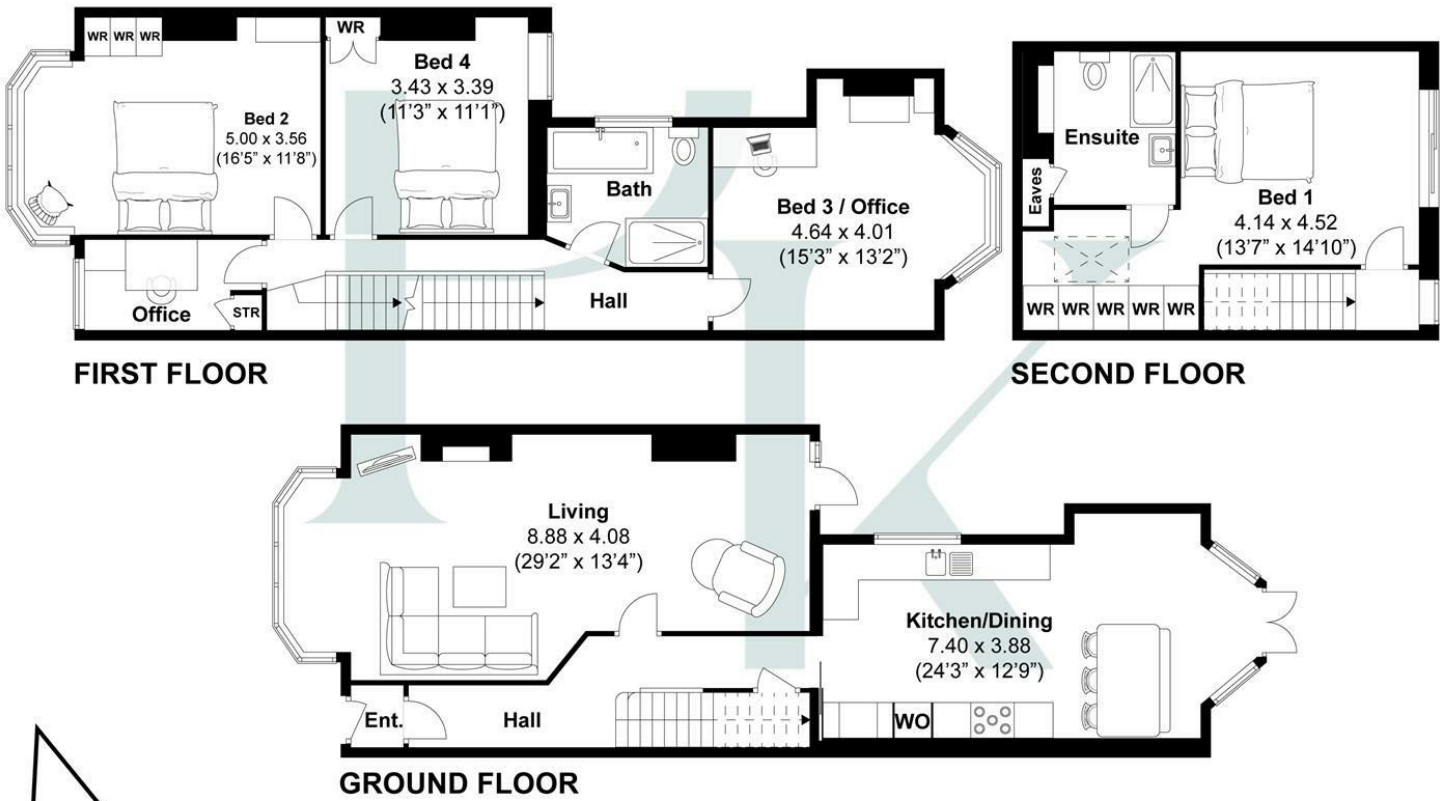 WR WR WR
Bed 2
5.00 x 3.56
(16'5" x 11'8")
WR
Bed 4
3.43 x 3.39
(11'3" x 11'1")
Bath
Bed 3 / Office
4.64 x 4.01
(15'3" x 13'2")
Office
STR
Hall
FIRST FLOOR
Ensuite
Eaves
Bed 1
4.14 x 4.52
(13'7" x 14'10")
WR WR WR WR WR
SECOND FLOOR
Living
8.88 x 4.08
(29'2" x 13'4")
Kitchen/Dining
7.40 x 3.88
(24'3" x 12'9")
Ent.
Hall
WO
GROUND FLOOR